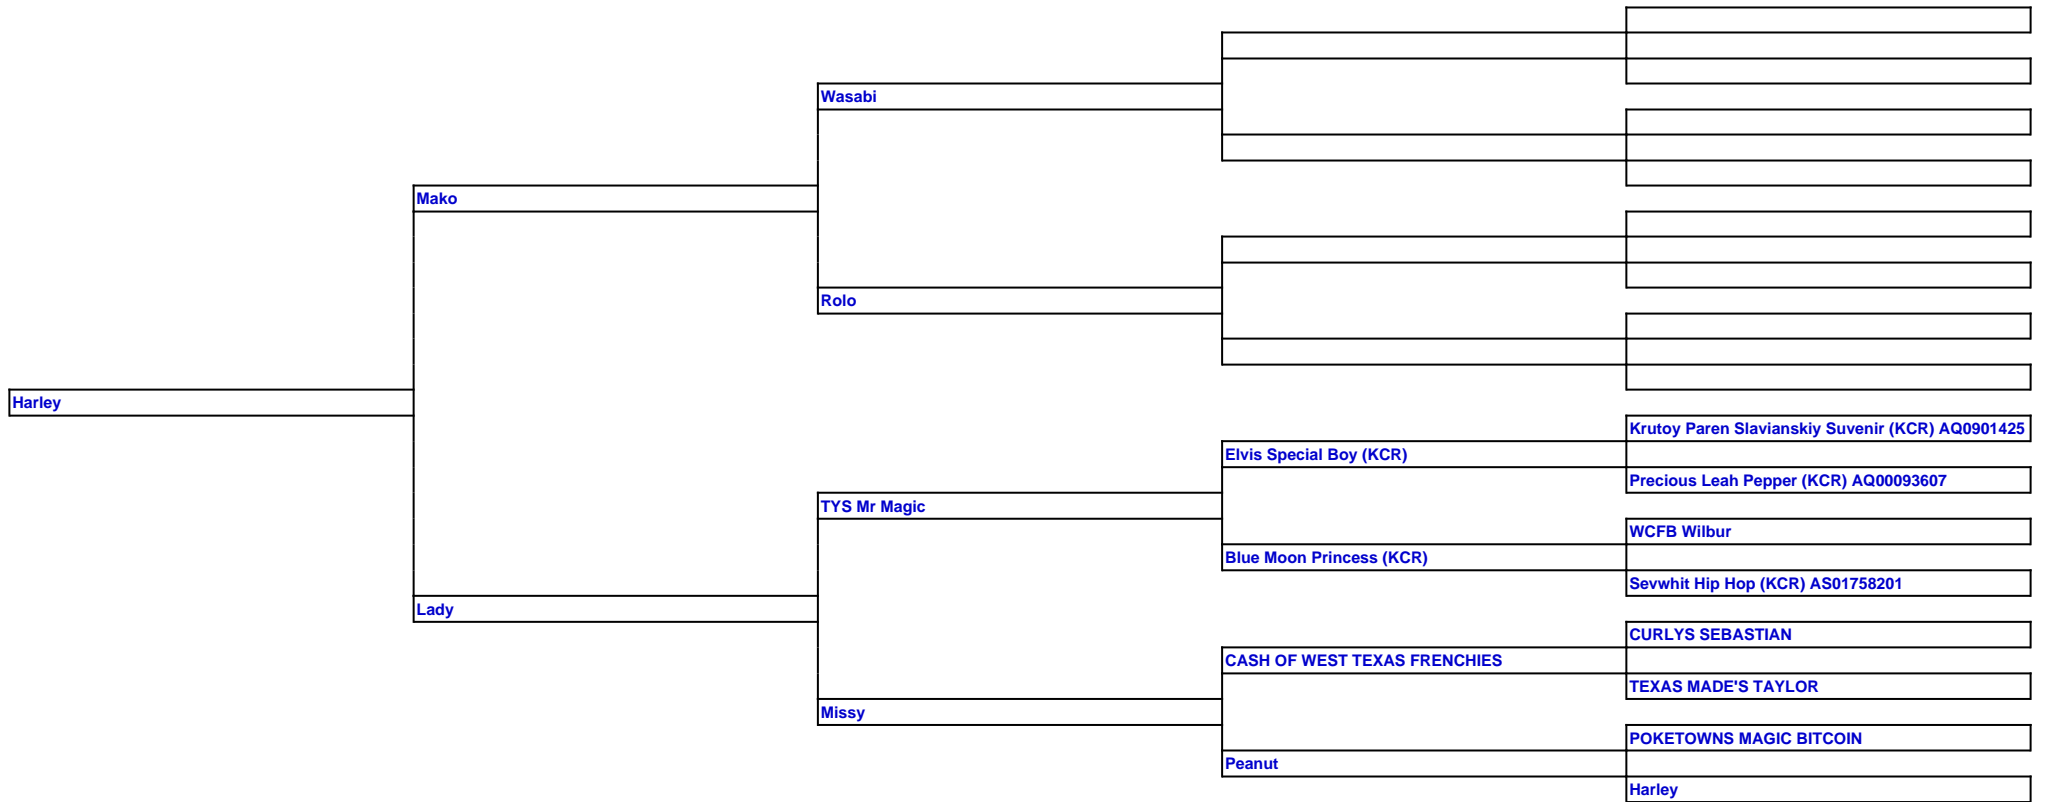 Wasabi
Mako
Rolo
Harley
Krutoy Paren Slavianskiy Suvenir (KCR) AQ0901425
Elvis Special Boy (KCR)
Precious Leah Pepper (KCR) AQ00093607
TYS Mr Magic
WCFB Wilbur
Blue Moon Princess (KCR)
Sevwhit Hip Hop (KCR) AS01758201
Lady
CURLYS SEBASTIAN
CASH OF WEST TEXAS FRENCHIES
TEXAS MADE'S TAYLOR
Missy
POKETOWNS MAGIC BITCOIN
Peanut
Harley